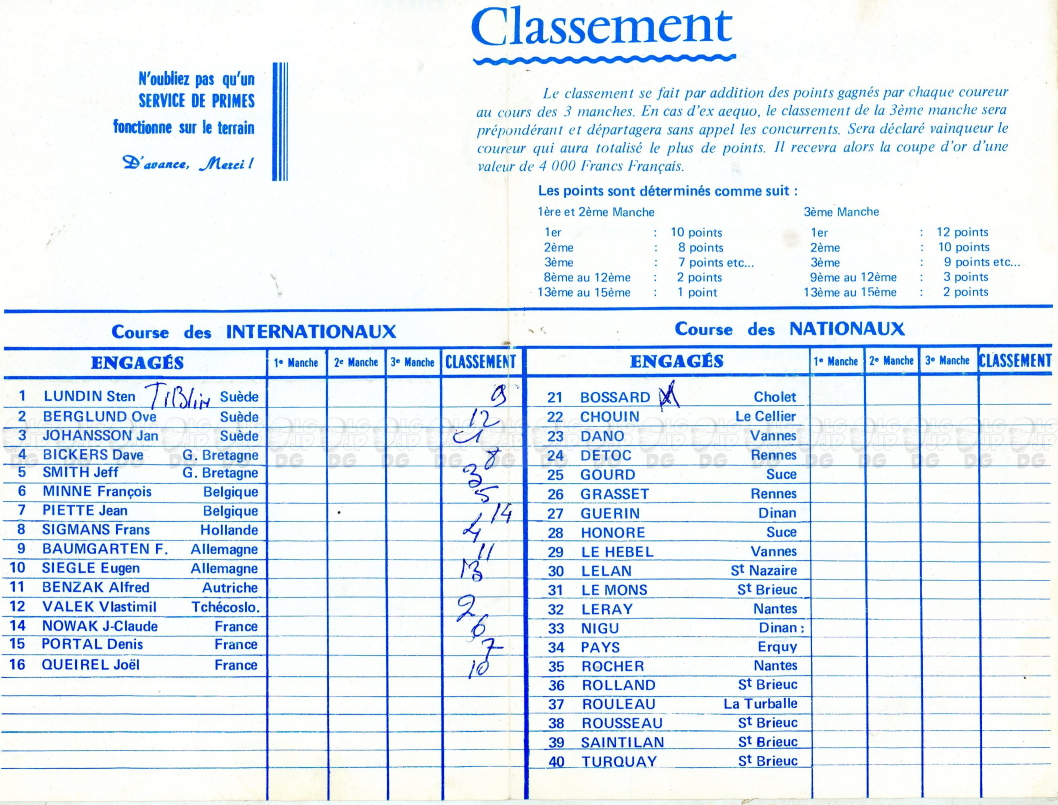 Classement
N'oubliez pas qu'un
SERVICE DE PRIMES
fonctionne sur le terrain
D'avance, Merci !
Le classement se fait par addition des points gagnés par chaque coureur
au cours des 3 manches. En cas d'ex aequo, le classement de la 3ème manche sera
prépondérant et départagera sans appel les concurrents. Sera déclaré vainqueur le
coureur qui aura totalisé le plus de points. Il recevra alors la coupe d'or d'une
valeur de 4 000 Francs Français.
Les points sont déterminés comme suit :
1ère et 2ème Manche
1er : 10 points
2ème : 8 points
3ème : 7 points etc...
8ème au 12ème : 2 points
13ème au 15ème : 1 point
3ème Manche
1er : 12 points
2ème : 10 points
3ème : 9 points etc...
9ème au 12ème : 3 points
13ème au 15ème : 2 points
Course des INTERNATIONAUX
ENGAGÉS 1e Manche 2e Manche 3e Manche CLASSEMENT
1 LUNDIN Sten TIBLIN Suède 9
2 BERGLUND Ove Suède 12
3 JOHANSSON Jan Suède
4 BICKERS Dave G. Bretagne 8
5 SMITH Jeff G. Bretagne 3
6 MINNE François Belgique 5
7 PIETTE Jean Belgique 14
8 SIGMANS Frans Hollande 4
9 BAUMGARTEN F. Allemagne 11
10 SIEGLE Eugen Allemagne 13
11 BENZAK Alfred Autriche
12 VALEK Vlastimil Tchécoslo. 2
14 NOWAK J-Claude France 6
15 PORTAL Denis France 7
16 QUEIREL Joël France 10
Course des NATIONAUX
ENGAGÉS 1e Manche 2e Manche 3e Manche CLASSEMENT
21 BOSSARD Cholet
22 CHOUIN Le Cellier
23 DANO Vannes
24 DETOC Rennes
25 GOURD Suce
26 GRASSET Rennes
27 GUERIN Dinan
28 HONORE Suce
29 LE HEBEL Vannes
30 LELAN St Nazaire
31 LE MONS St Brieuc
32 LERAY Nantes
33 NIGU Dinan :
34 PAYS Erquy
35 ROCHER Nantes
36 ROLLAND St Brieuc
37 ROULEAU La Turballe
38 ROUSSEAU St Brieuc
39 SAINTILAN St Brieuc
40 TURQUAY St Brieuc